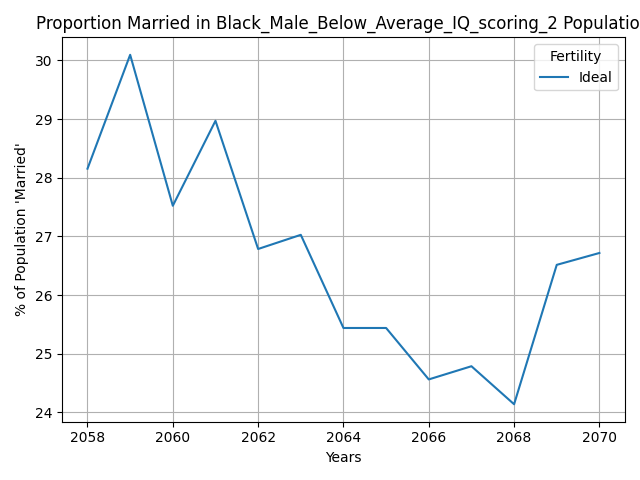 Proportion Married in Black_Male_Below_Average_IQ_scoring_2 Populatio
Fertility
Ideal
% of Population 'Married'
30
29
28
27
26
25
24
2058 2060 2062 2064 2066 2068 2070
Years